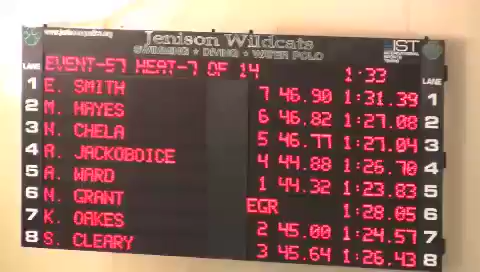 Jenison Wildcats
SWIMMING ★ DIVING ★ WATER POLO
IST
LANE EVENT-57 HEAT-7 OF 14 1:33 LANE
1 E. SMITH 7 46.90 1:31.39 1
2 M. HAYES 6 46.82 1:27.08 2
3 N. CHELA 5 46.77 1:27.04 3
4 R. JACKOBOICE 4 44.88 1:26.70 4
5 A. WARD 1 44.32 1:23.83 5
6 N. GRANT EGR 1:28.05 6
7 K. OAKES 2 45.00 1:24.57 7
8 S. CLEARY 3 45.64 1:26.43 8